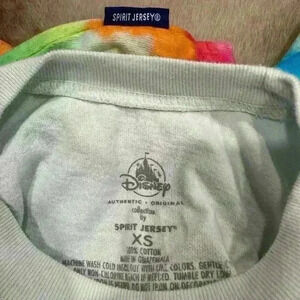 SPIRIT JERSEY®
Disney
AUTHENTIC • ORIGINAL
collection
by
SPIRIT JERSEY®
XS
100% COTTON
MADE IN GUATEMALA
MACHINE WASH COLD INSIDE OUT WITH LIKE COLORS, GENTLE
ONLY NON-CHLORINE BLEACH IF NEEDED. TUMBLE DRY LOW